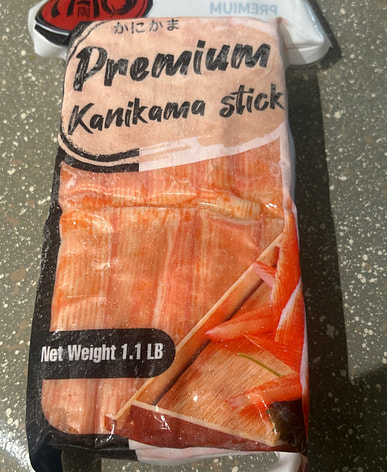 PREMIUM
かにかま
Premium
Kanikama stick
Net Weight 1.1 LB